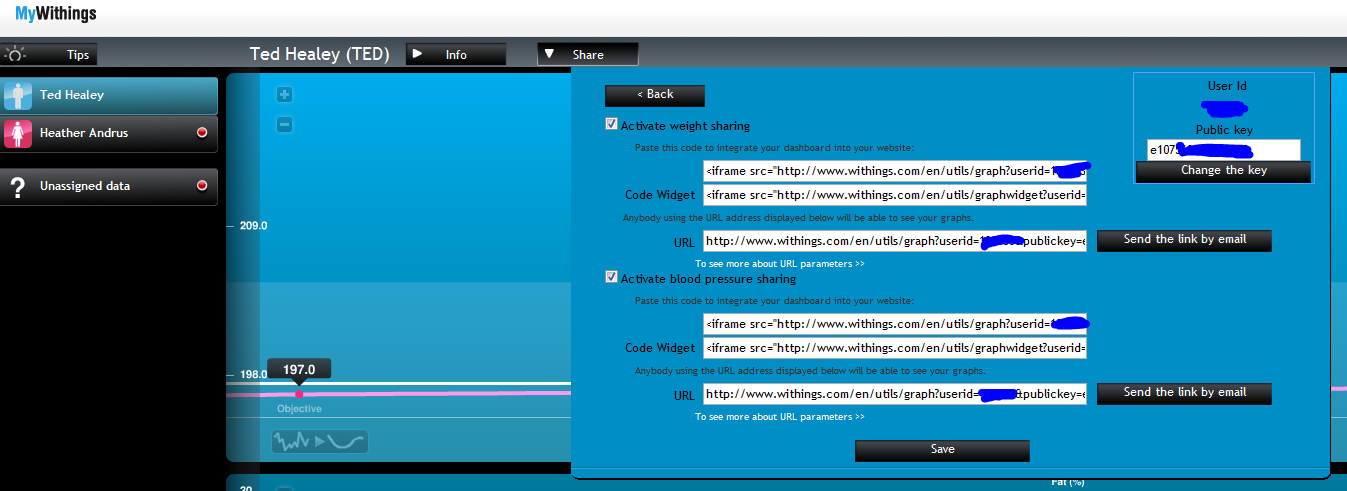 MyWithings
Tips
Ted Healey (TED)
Info
Share
Ted Healey
Heather Andrus
? Unassigned data
209.0
198.0
197.0
Objective
30
< Back
User Id
Public key
e107
Change the key
Activate weight sharing
Paste this code to integrate your dashboard into your website:
<iframe src="http://www.withings.com/en/utils/graph?userid=1
Code Widget <iframe src="http://www.withings.com/en/utils/graphwidget?userid=
Anybody using the URL address displayed below will be able to see your graphs.
URL http://www.withings.com/en/utils/graph?userid= &publickey=e Send the link by email
To see more about URL parameters >>
Activate blood pressure sharing
Paste this code to integrate your dashboard into your website:
<iframe src="http://www.withings.com/en/utils/graph?userid=
Code Widget <iframe src="http://www.withings.com/en/utils/graphwidget?userid=
Anybody using the URL address displayed below will be able to see your graphs.
URL http://www.withings.com/en/utils/graph?userid= &publickey=e Send the link by email
To see more about URL parameters >>
Save
Fat (%)